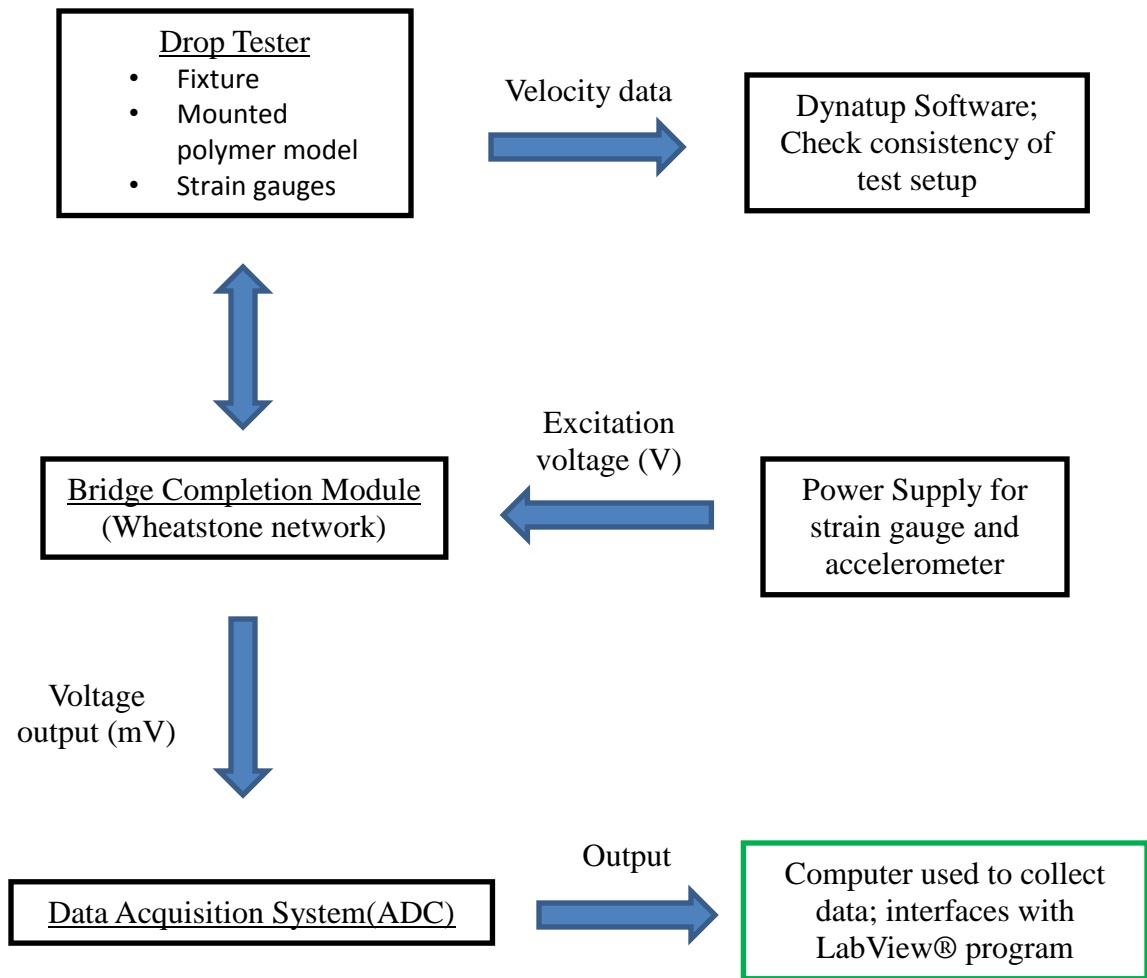 Drop Tester
• Fixture
• Mounted
polymer model
• Strain gauges
Velocity data
Dynatup Software;
Check consistency of
test setup
Bridge Completion Module
(Wheatstone network)
Excitation
voltage (V)
Power Supply for
strain gauge and
accelerometer
Voltage
output (mV)
Data Acquisition System(ADC)
Output
Computer used to collect
data; interfaces with
LabView® program